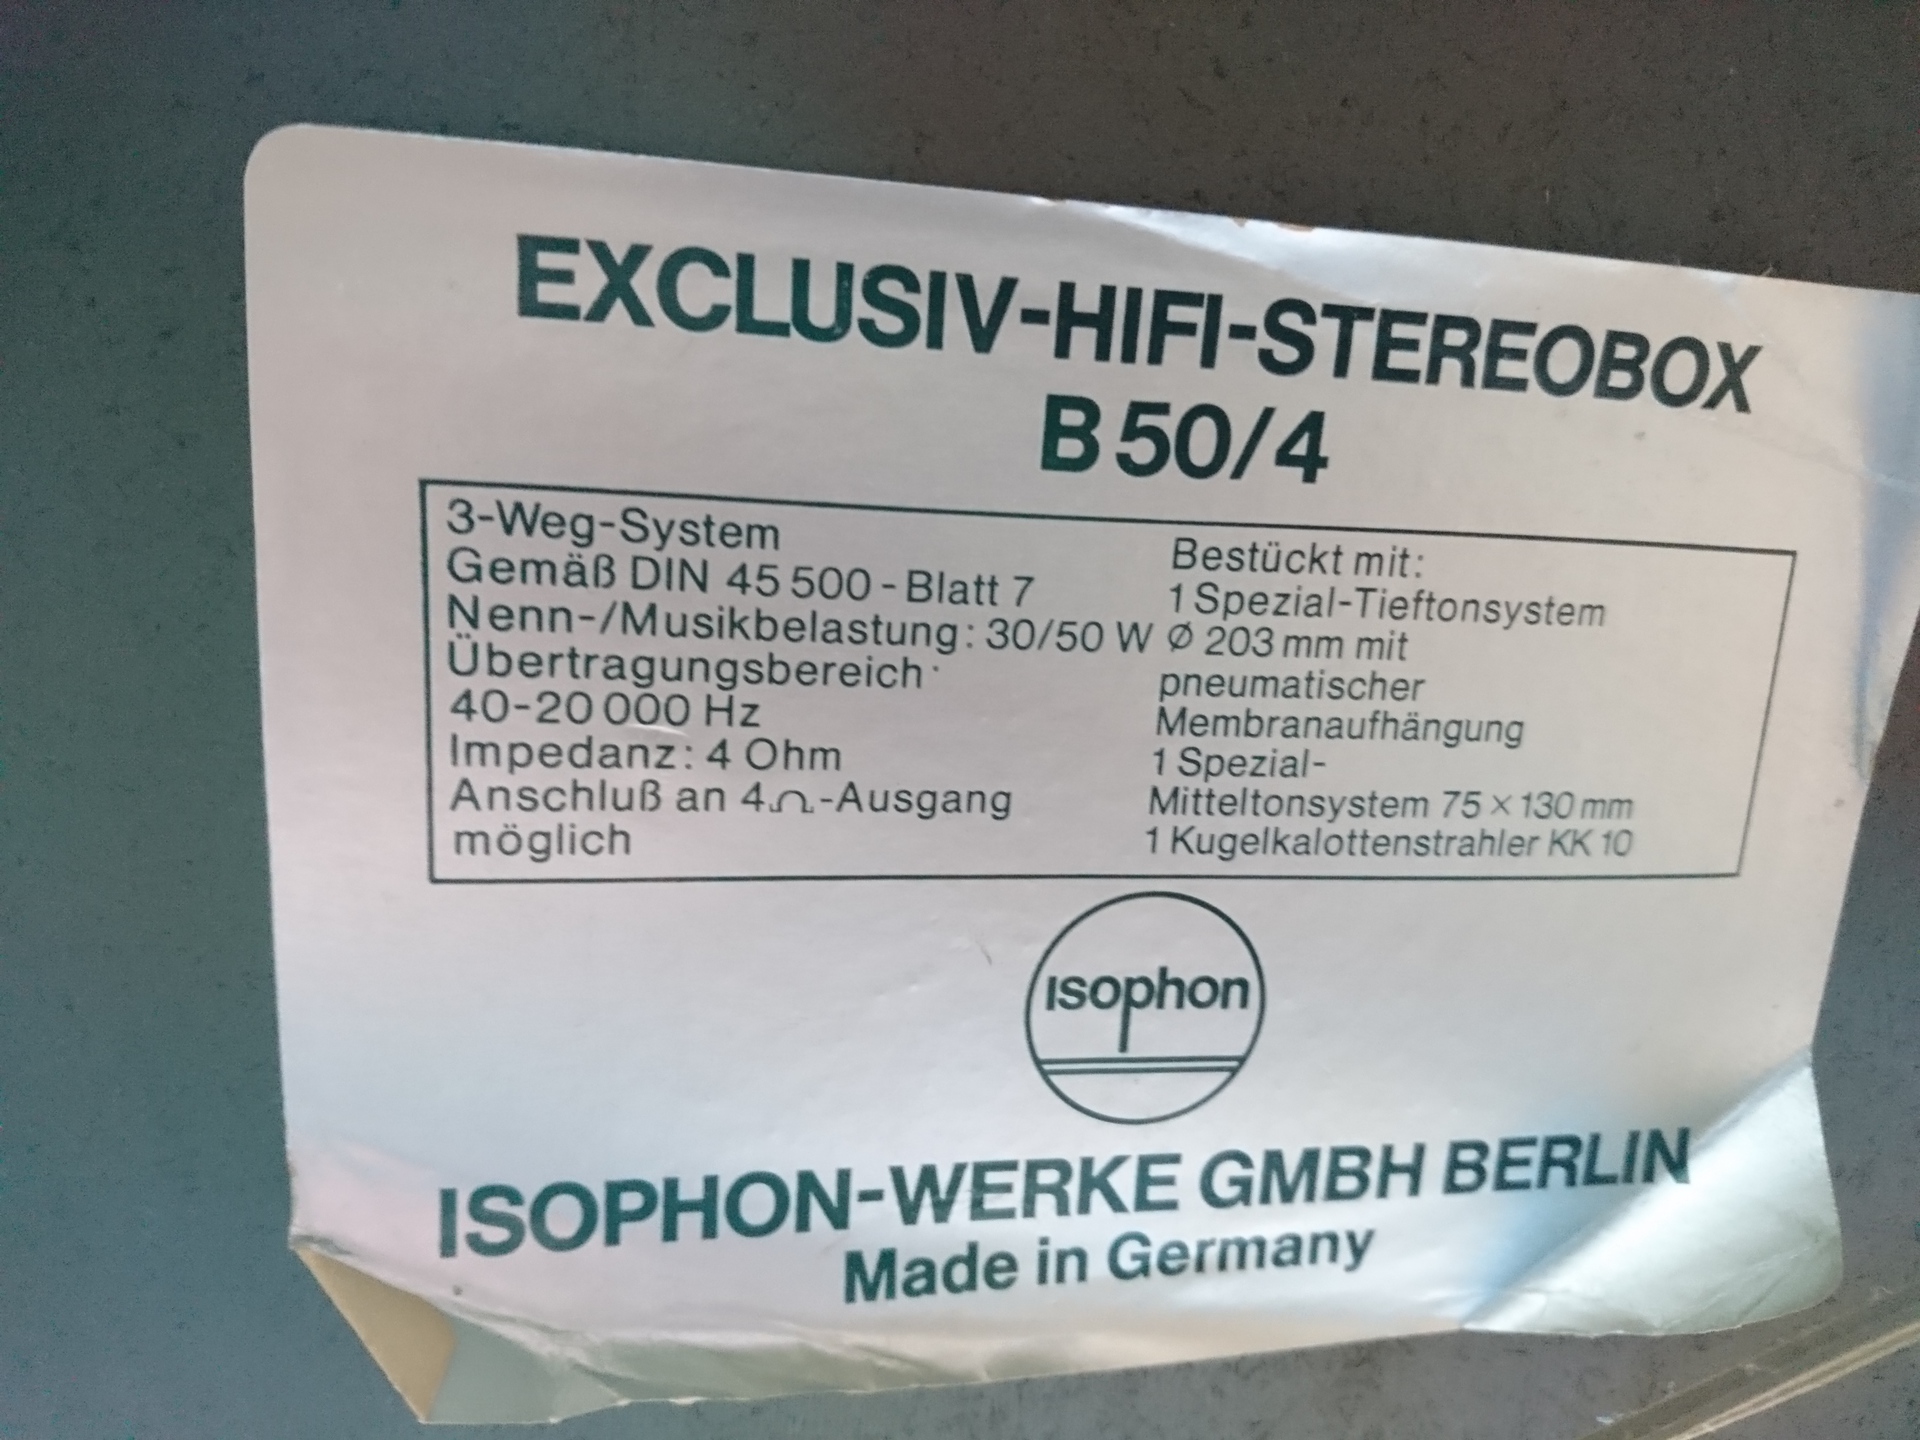 EXCLUSIV-HIFI-STEREOBOX
B 50/4
3-Weg-System
Gemäß DIN 45 500 - Blatt 7
Nenn-/Musikbelastung: 30/50 W
Übertragungsbereich:
40-20 000 Hz
Impedanz: 4 Ohm
Anschluß an 4Ω-Ausgang
möglich
Bestückt mit:
1 Spezial-Tieftonsystem
Ø 203 mm mit
pneumatischer
Membranaufhängung
1 Spezial-
Mitteltonsystem 75 × 130 mm
1 Kugelkalottenstrahler KK 10
isophon
ISOPHON-WERKE GMBH BERLIN
Made in Germany